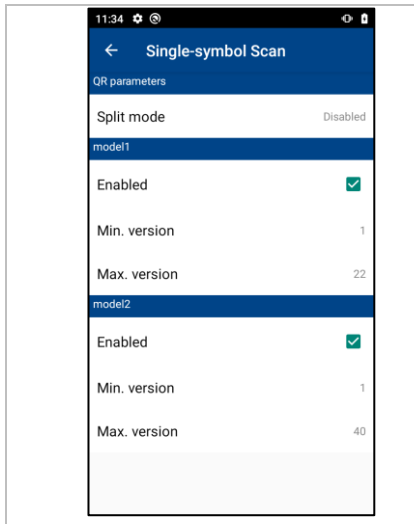 11:34
Single-symbol Scan
QR parameters
Split mode Disabled
model1
Enabled
Min. version 1
Max. version 22
model2
Enabled
Min. version 1
Max. version 40